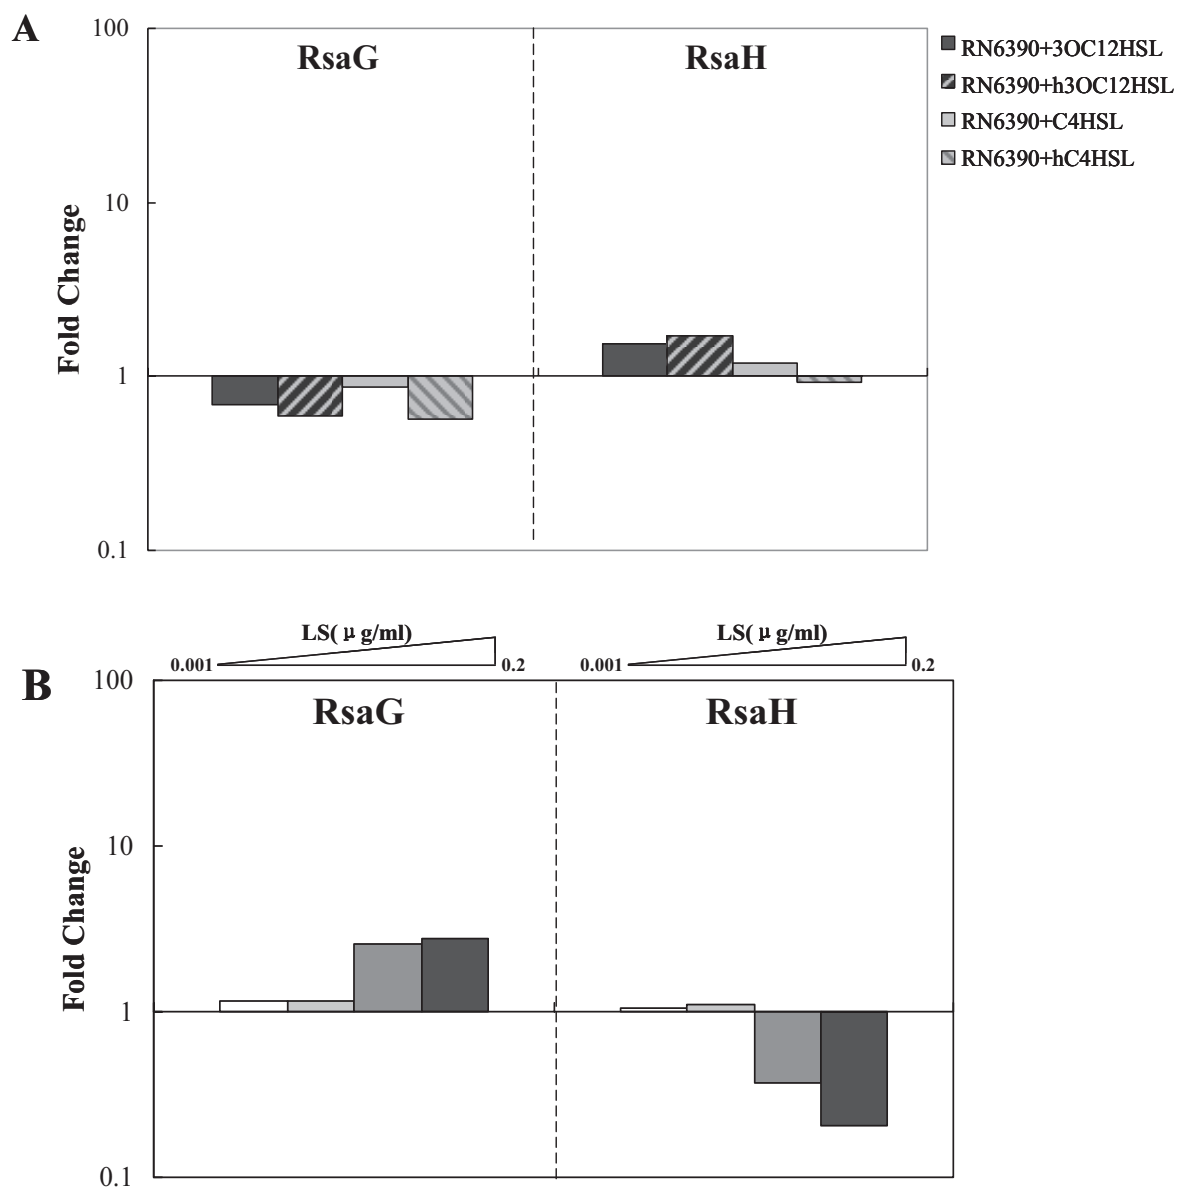 A
100
RsaG
RsaH
RN6390+3OC12HSL
RN6390+h3OC12HSL
RN6390+C4HSL
RN6390+hC4HSL
10
Fold Change
1
0.1
LS( μ g/ml)
LS( μ g/ml)
0.001
0.2
0.001
0.2
B
100
RsaG
RsaH
10
Fold Change
1
0.1